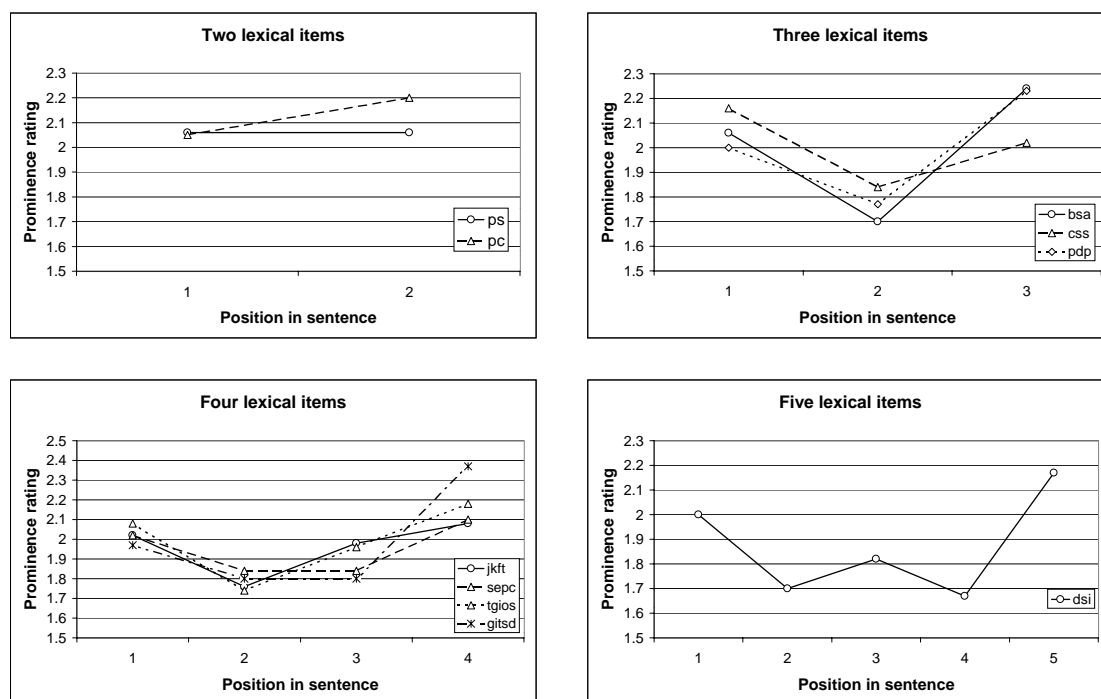 Two lexical items
Prominence rating
2.3
2.2
2.1
2
1.9
1.8
1.7
1.6
1.5
1 2
Position in sentence
ps
pc
Three lexical items
Prominence rating
2.3
2.2
2.1
2
1.9
1.8
1.7
1.6
1.5
1 2 3
Position in sentence
bsa
css
pdp
Four lexical items
Prominence rating
2.5
2.4
2.3
2.2
2.1
2.0
1.9
1.8
1.7
1.6
1.5
1 2 3 4
Position in sentence
jkft
sepc
tgios
gitsd
Five lexical items
Prominence rating
2.3
2.2
2.1
2
1.9
1.8
1.7
1.6
1.5
1 2 3 4 5
Position in sentence
dsi